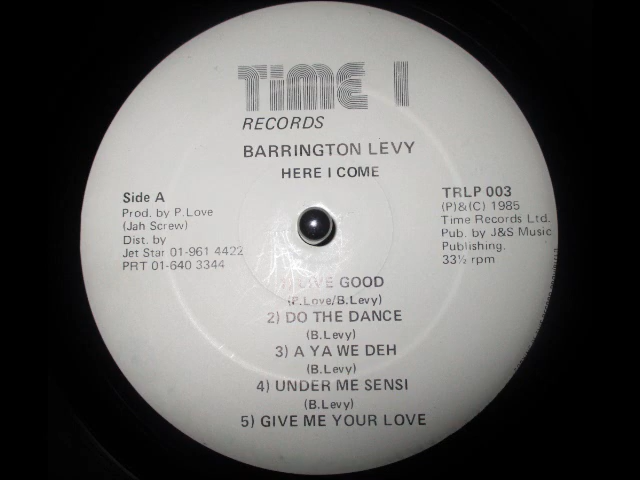 TIME 1
RECORDS
BARRINGTON LEVY
HERE I COME
Side A
Prod. by P.Love
(Jah Screw)
Dist. by
Jet Star 01-961 4422
PRT 01-640 3344
TRLP 003
(P)&(C) 1985
Time Records Ltd.
Pub. by J&S Music
Publishing.
33⅓ rpm
GOOD
(P.Love/B.Levy)
2) DO THE DANCE
(B.Levy)
3) A YA WE DEH
(B.Levy)
4) UNDER ME SENSI
(B.Levy)
5) GIVE ME YOUR LOVE